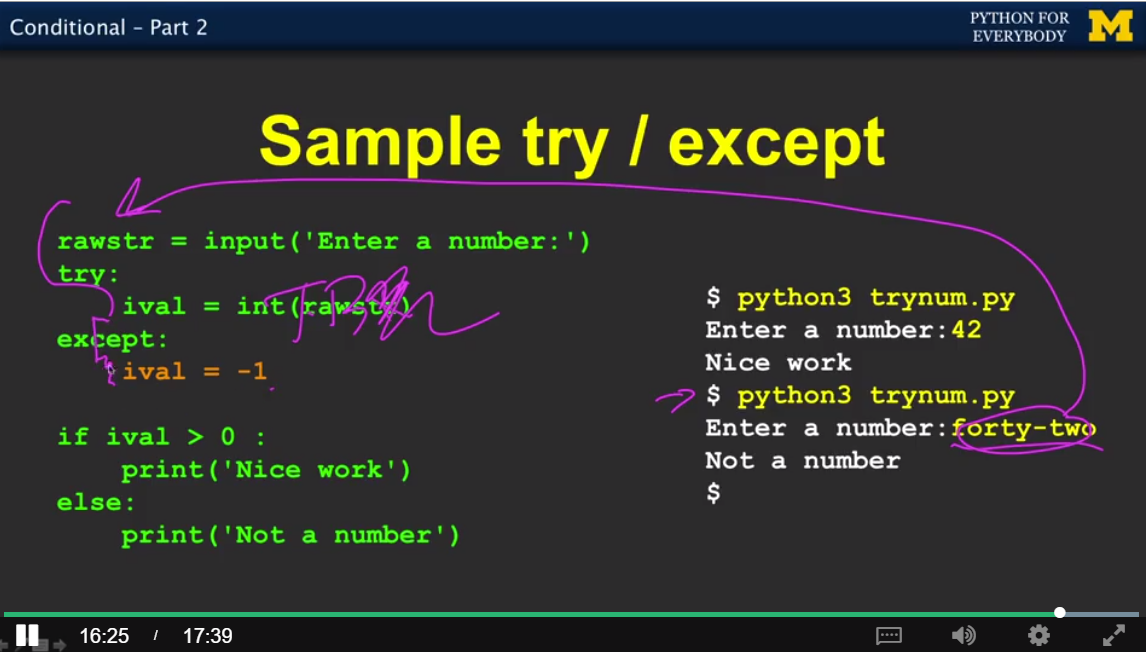 Conditional – Part 2
PYTHON FOR
EVERYBODY
M
Sample try / except
rawstr = input('Enter a number:')
try:
    ival = int(rawstr)
except:
    ival = -1
if ival > 0 :
    print('Nice work')
else:
    print('Not a number')
$ python3 trynum.py
Enter a number:42
Nice work
$ python3 trynum.py
Enter a number:forty-two
Not a number
$
16:25 / 17:39